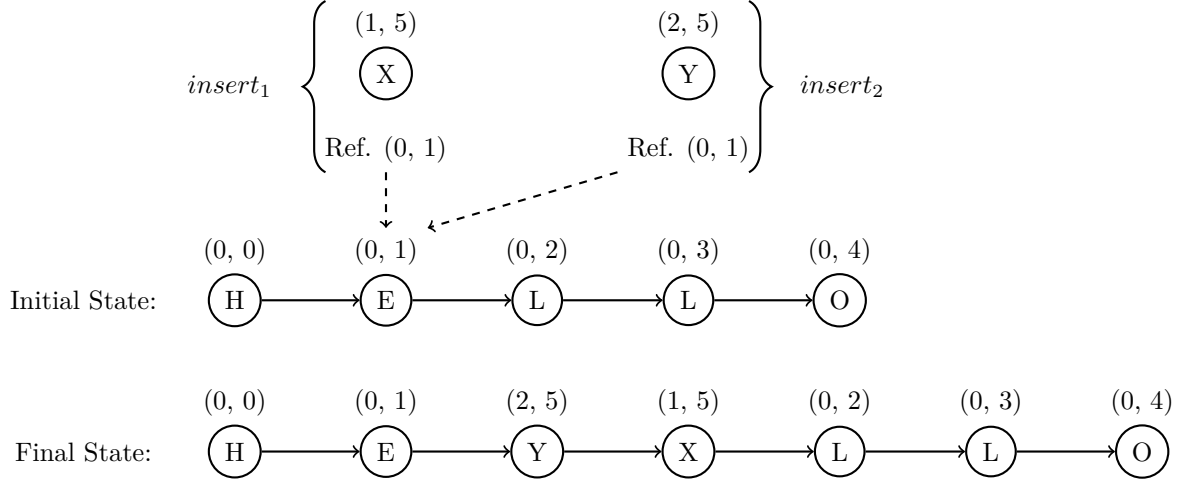 (1, 5) (2, 5)
X Y
insert1 insert2
Ref. (0, 1) Ref. (0, 1)
(0, 0) (0, 1) (0, 2) (0, 3) (0, 4)
Initial State: H E L L O
(0, 0) (0, 1) (2, 5) (1, 5) (0, 2) (0, 3) (0, 4)
Final State: H E Y X L L O